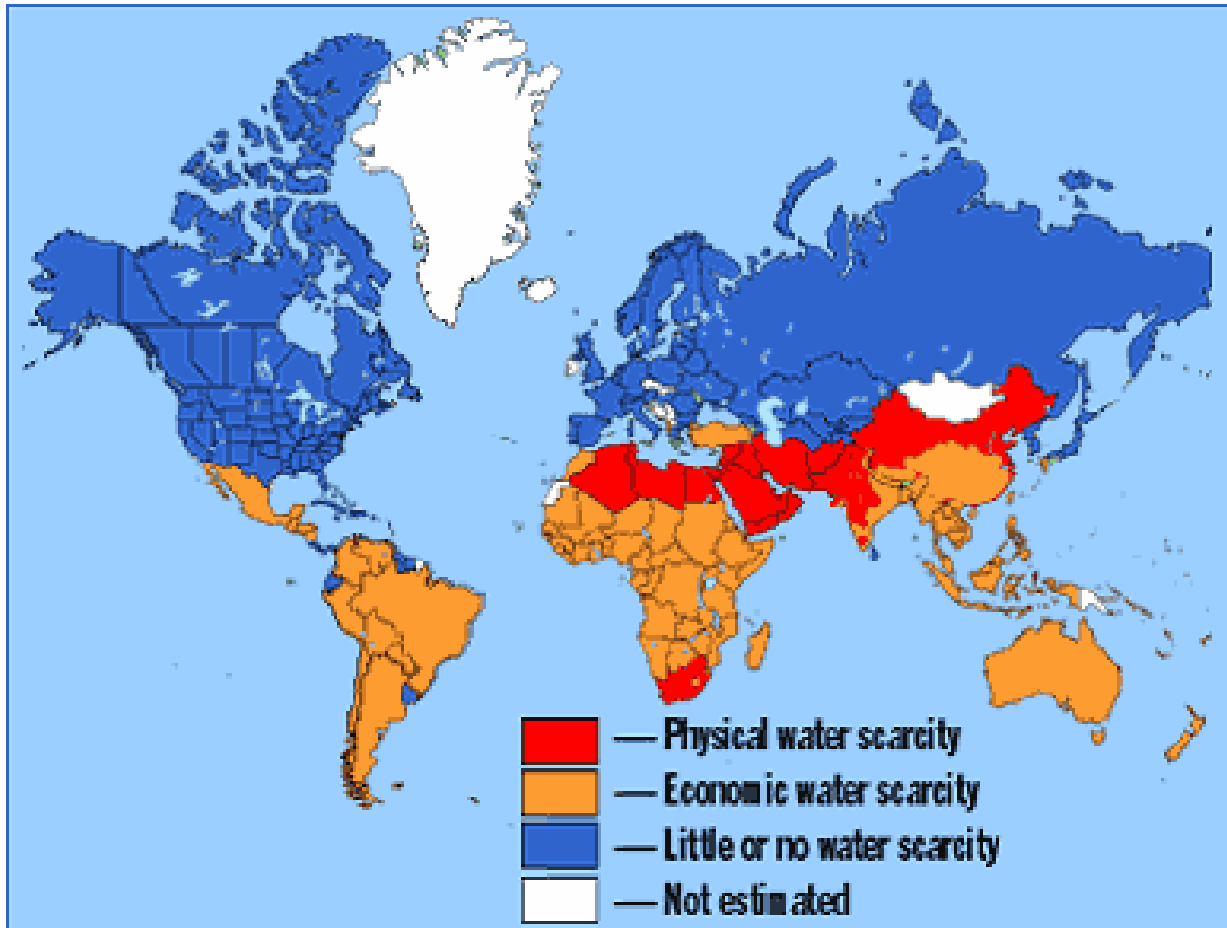 — Physical water scarcity
— Economic water scarcity
— Little or no water scarcity
— Not estimated